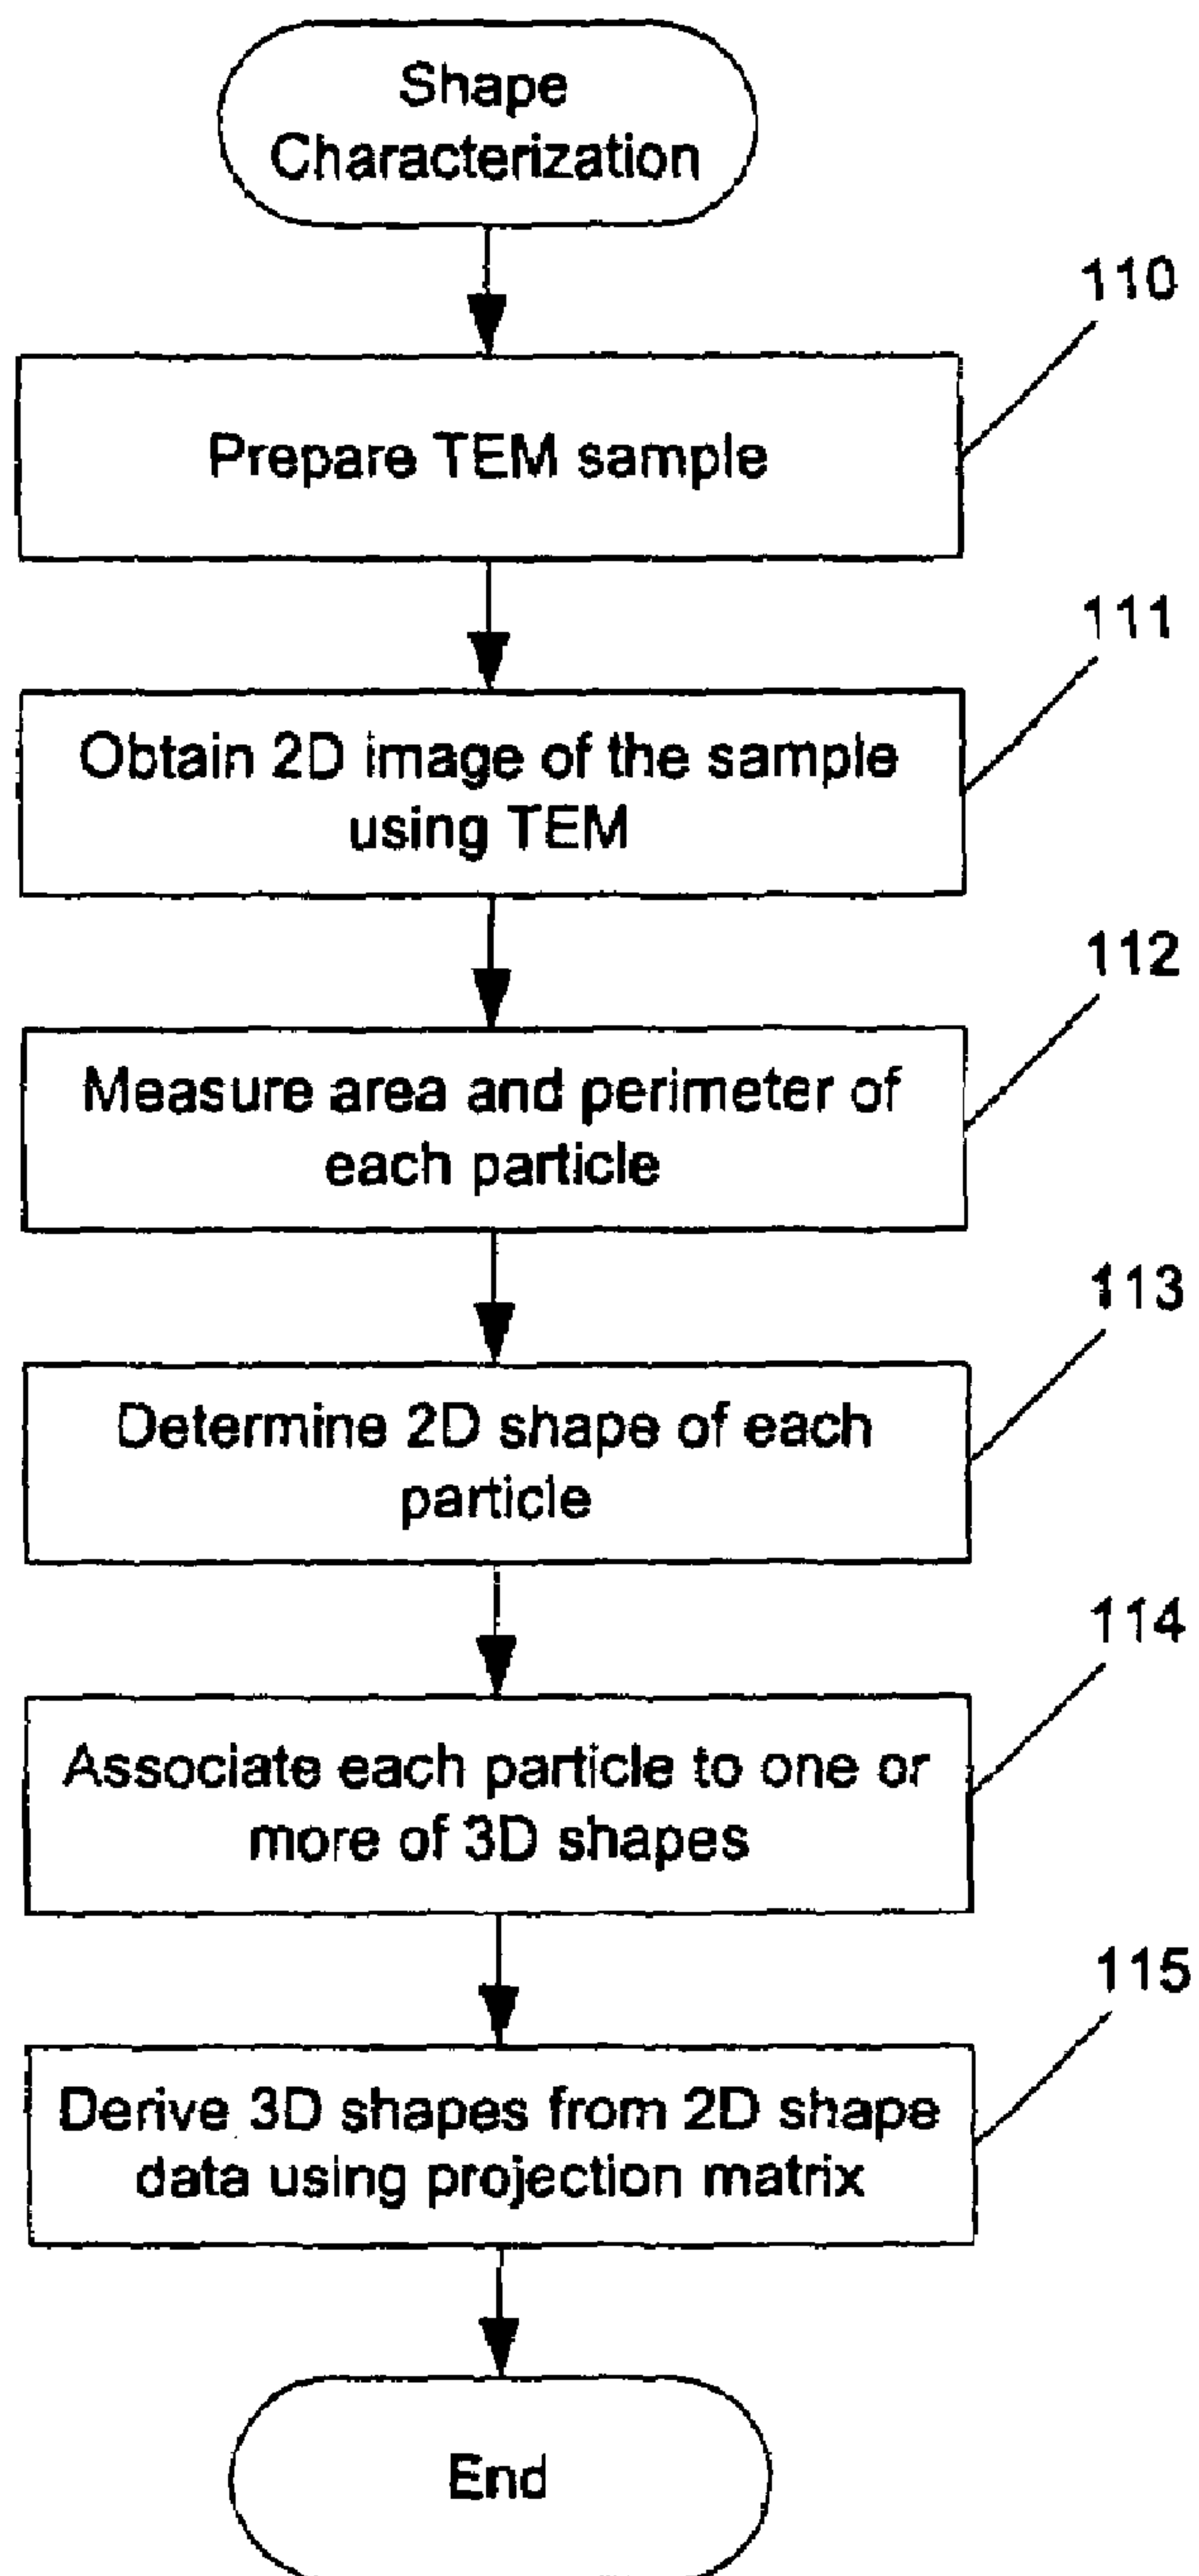 Shape
Characterization
110
Prepare TEM sample
111
Obtain 2D image of the sample
using TEM
112
Measure area and perimeter of
each particle
113
Determine 2D shape of each
particle
114
Associate each particle to one or
more of 3D shapes
115
Derive 3D shapes from 2D shape
data using projection matrix
End